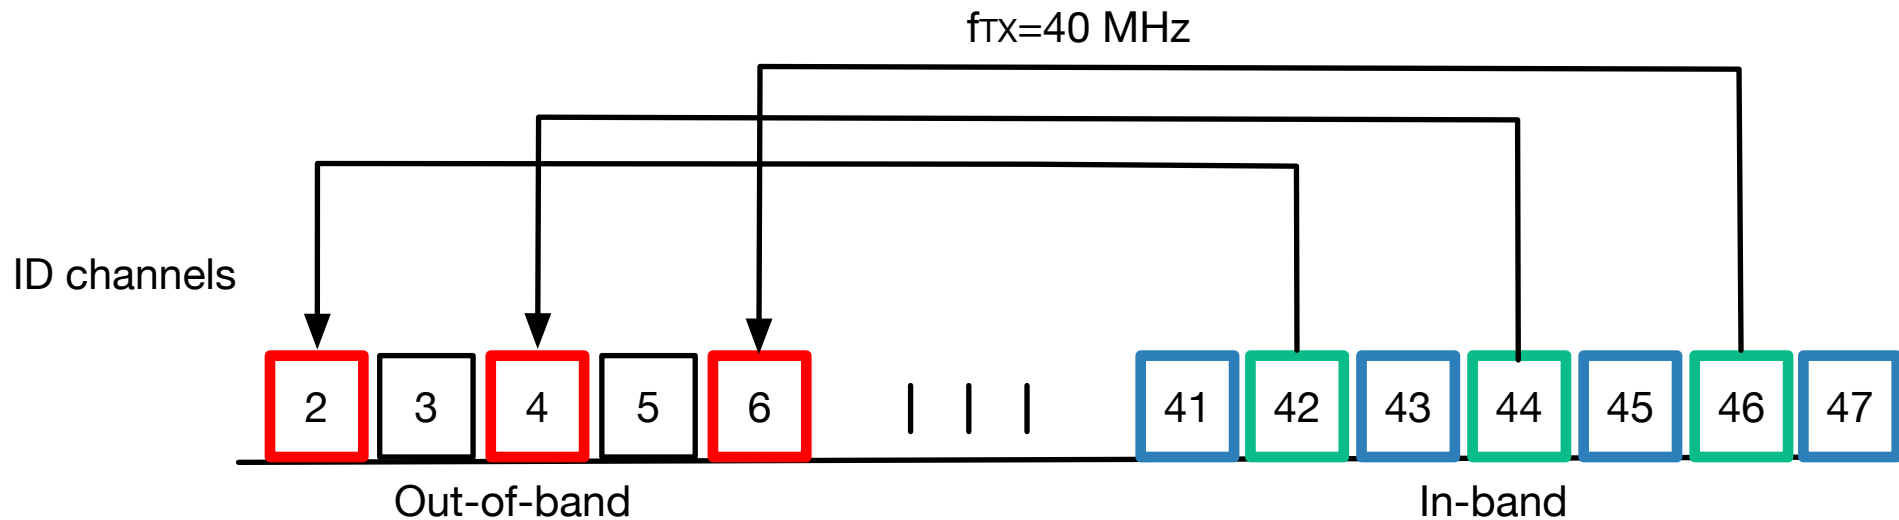 fTX=40 MHz
ID channels
2 3 4 5 6 41 42 43 44 45 46 47
Out-of-band In-band